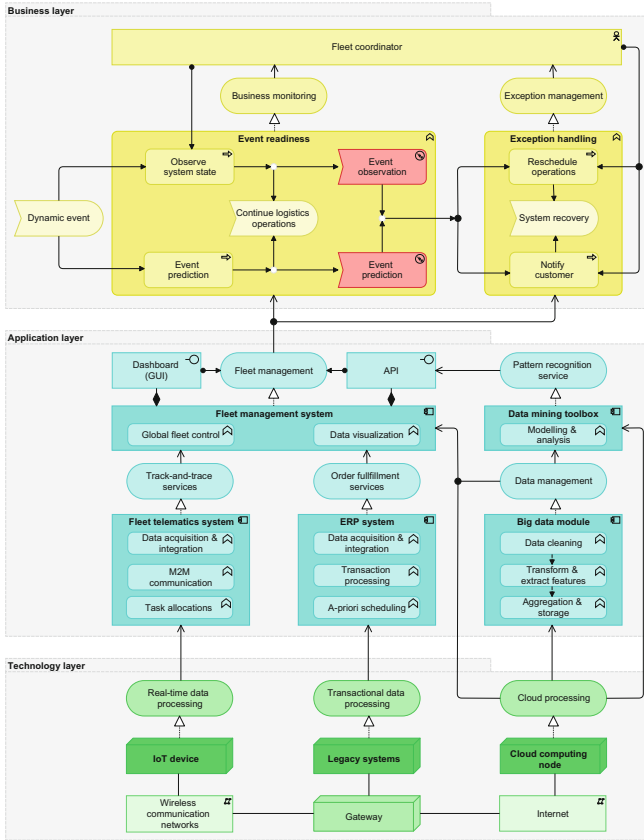 Business layer
Fleet coordinator
Business monitoring
Exception management
Event readiness
Exception handling
Observe
system state
Event
observation
Reschedule
operations
Dynamic event
Continue logistics
operations
System recovery
Event
prediction
Event
prediction
Notify
customer
Application layer
Dashboard
(GUI)
Fleet management
API
Pattern recognition
service
Fleet management system
Data mining toolbox
Global fleet control
Data visualization
Modelling &
analysis
Track-and-trace
services
Order fullfillment
services
Data management
Fleet telematics system
ERP system
Big data module
Data acquisition &
integration
Data acquisition &
integration
Data cleaning
M2M
communication
Transaction
processing
Transform &
extract features
Task allocations
A-priori scheduling
Aggregation &
storage
Technology layer
Real-time data
processing
Transactional data
processing
Cloud processing
IoT device
Legacy systems
Cloud computing
node
Wireless
communication
networks
Gateway
Internet